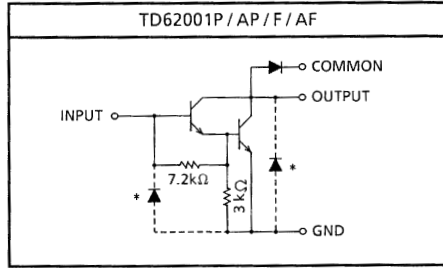 TD62001P / AP / F / AF
COMMON
OUTPUT
INPUT
7.2kΩ
*
3kΩ
*
GND